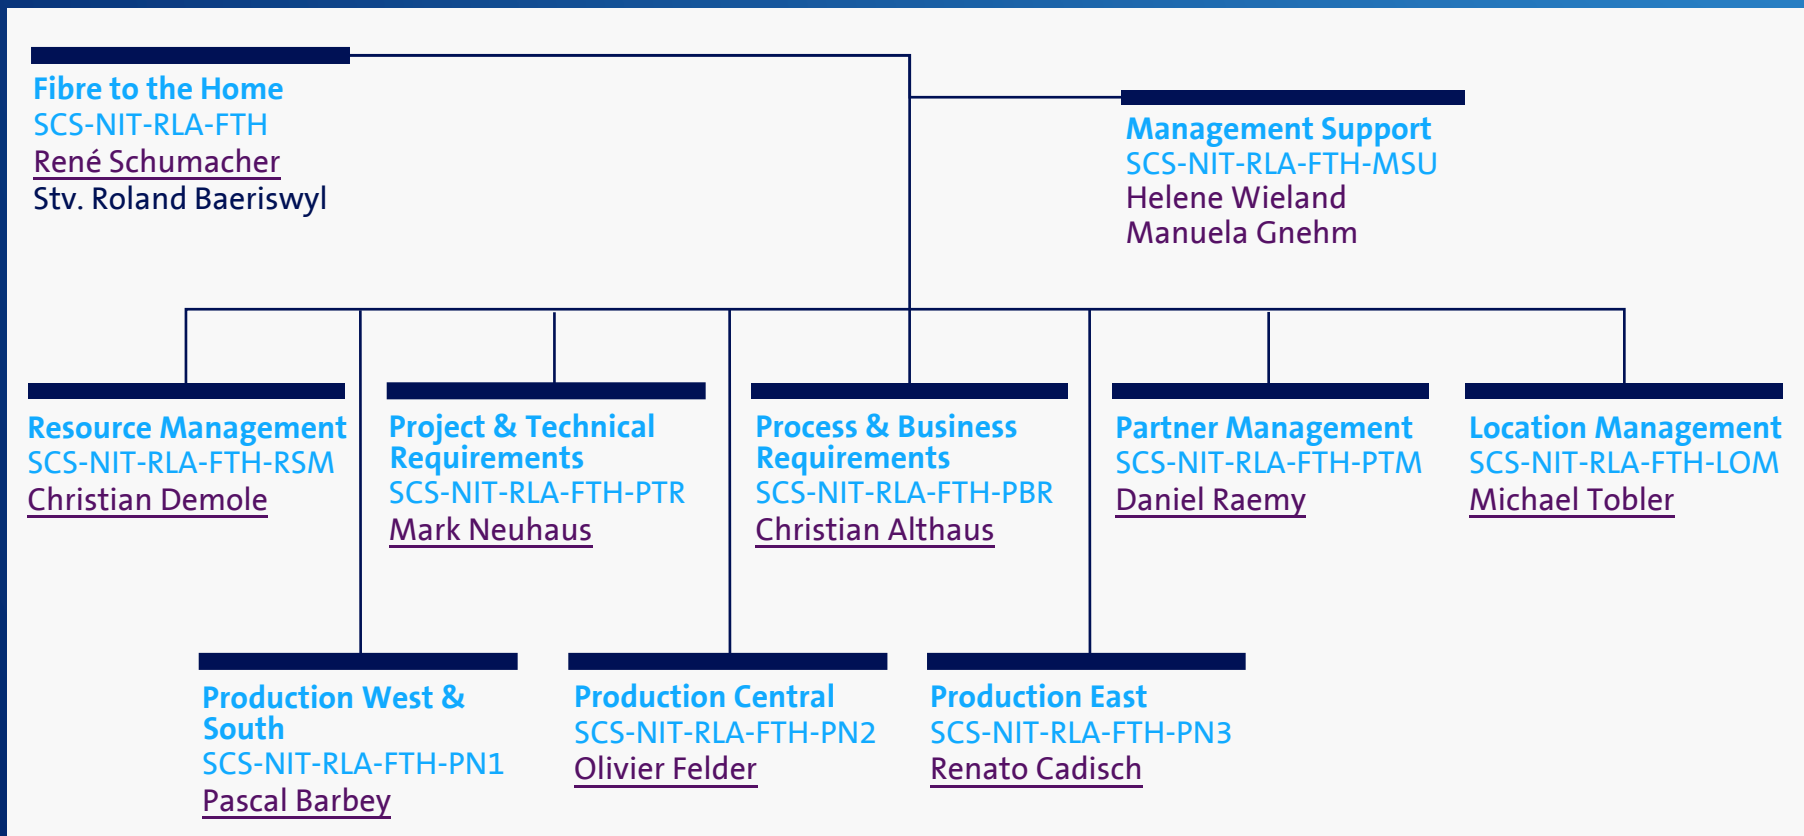 Fibre to the Home
SCS-NIT-RLA-FTH
René Schumacher
Stv. Roland Baeriswyl
Management Support
SCS-NIT-RLA-FTH-MSU
Helene Wieland
Manuela Gnehm
Resource Management
SCS-NIT-RLA-FTH-RSM
Christian Demole
Project & Technical
Requirements
SCS-NIT-RLA-FTH-PTR
Mark Neuhaus
Process & Business
Requirements
SCS-NIT-RLA-FTH-PBR
Christian Althaus
Partner Management
SCS-NIT-RLA-FTH-PTM
Daniel Raemy
Location Management
SCS-NIT-RLA-FTH-LOM
Michael Tobler
Production West &
South
SCS-NIT-RLA-FTH-PN1
Pascal Barbey
Production Central
SCS-NIT-RLA-FTH-PN2
Olivier Felder
Production East
SCS-NIT-RLA-FTH-PN3
Renato Cadisch